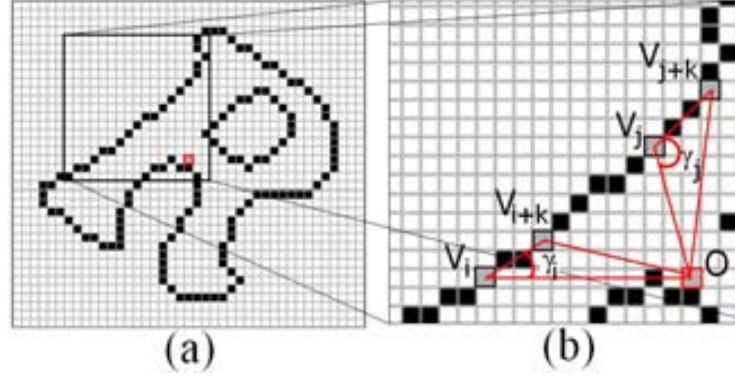 V_{j+k}
V_j
γ_j
V_{i+k}
V_i
γ_i
O
(a)
(b)